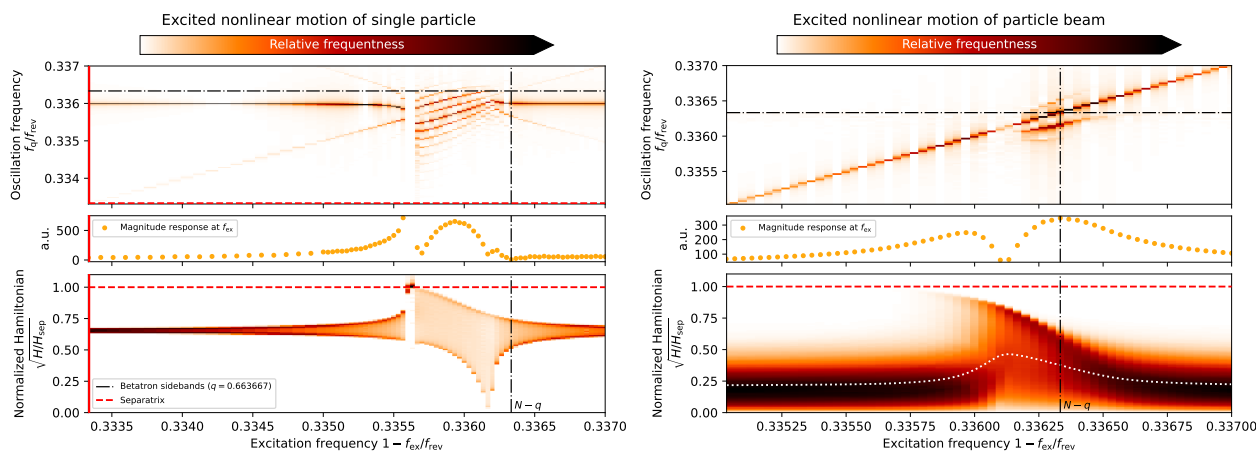 Excited nonlinear motion of single particle
Relative frequentness
Oscillation frequency
f_q/f_rev
0.337
0.336
0.335
0.334
a.u.
500
0
Magnitude response at f_ex
Normalized Hamiltonian
√H/H_sep
1.00
0.75
0.50
0.25
0.00
Betatron sidebands (q = 0.663667)
Separatrix
N − q
0.3335 0.3340 0.3345 0.3350 0.3355 0.3360 0.3365 0.3370
Excitation frequency 1 − f_ex/f_rev
Excited nonlinear motion of particle beam
Relative frequentness
Oscillation frequency
f_q/f_rev
0.3370
0.3365
0.3360
0.3355
a.u.
300
200
100
Magnitude response at f_ex
Normalized Hamiltonian
√H/H_sep
1.00
0.75
0.50
0.25
0.00
N − q
0.33525 0.33550 0.33575 0.33600 0.33625 0.33650 0.33675 0.33700
Excitation frequency 1 − f_ex/f_rev